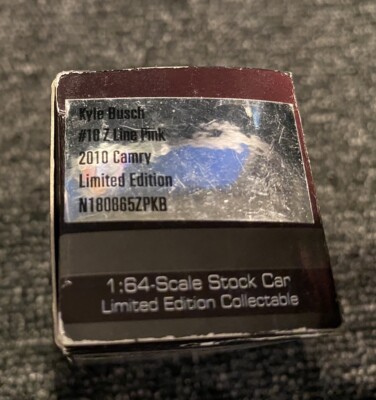 Kyle Busch
#18 Z Line Pink
2010 Camry
Limited Edition
N180865ZPKB
1:64-Scale Stock Car
Limited Edition Collectable